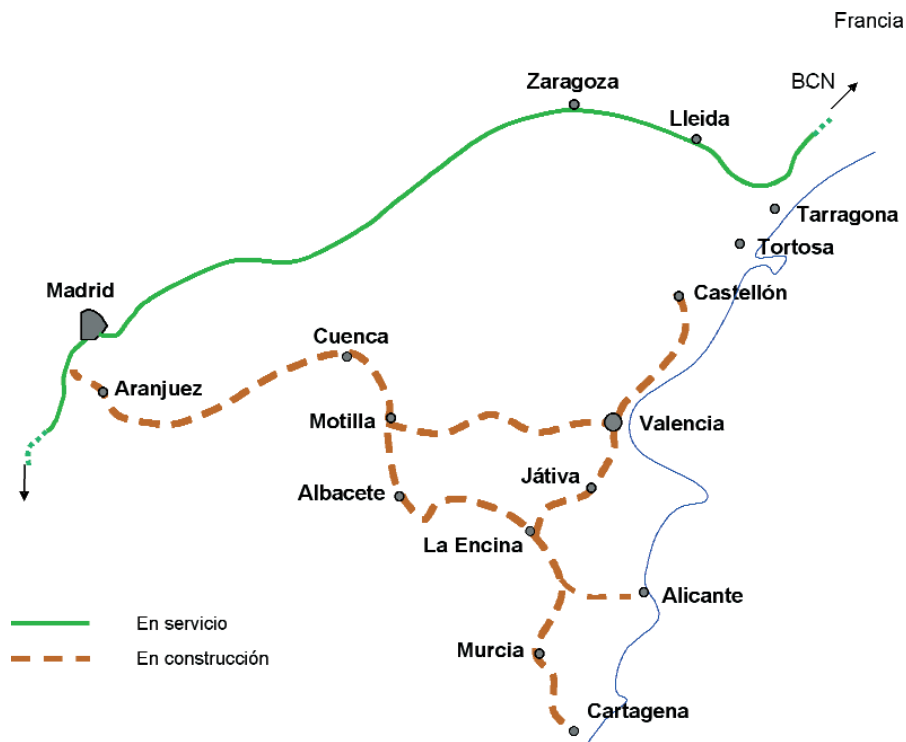 Francia
BCN
Zaragoza
Lleida
Tarragona
Tortosa
Madrid
Castellón
Cuenca
Aranjuez
Motilla
Valencia
Játiva
Albacete
La Encina
Alicante
En servicio
Murcia
En construcción
Cartagena